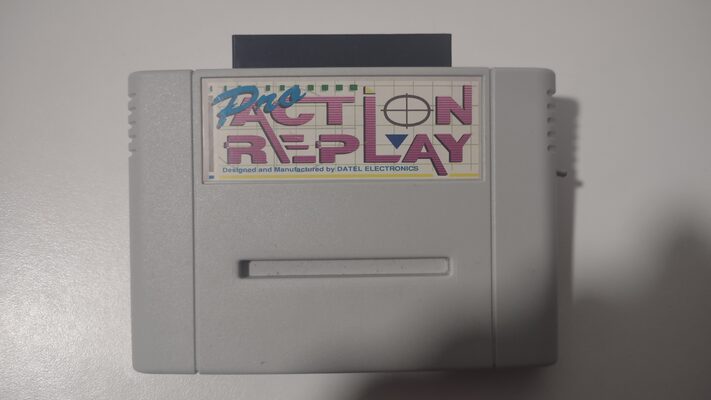 Pro
ACTION
REPLAY
Designed and Manufactured by DATEL ELECTRONICS